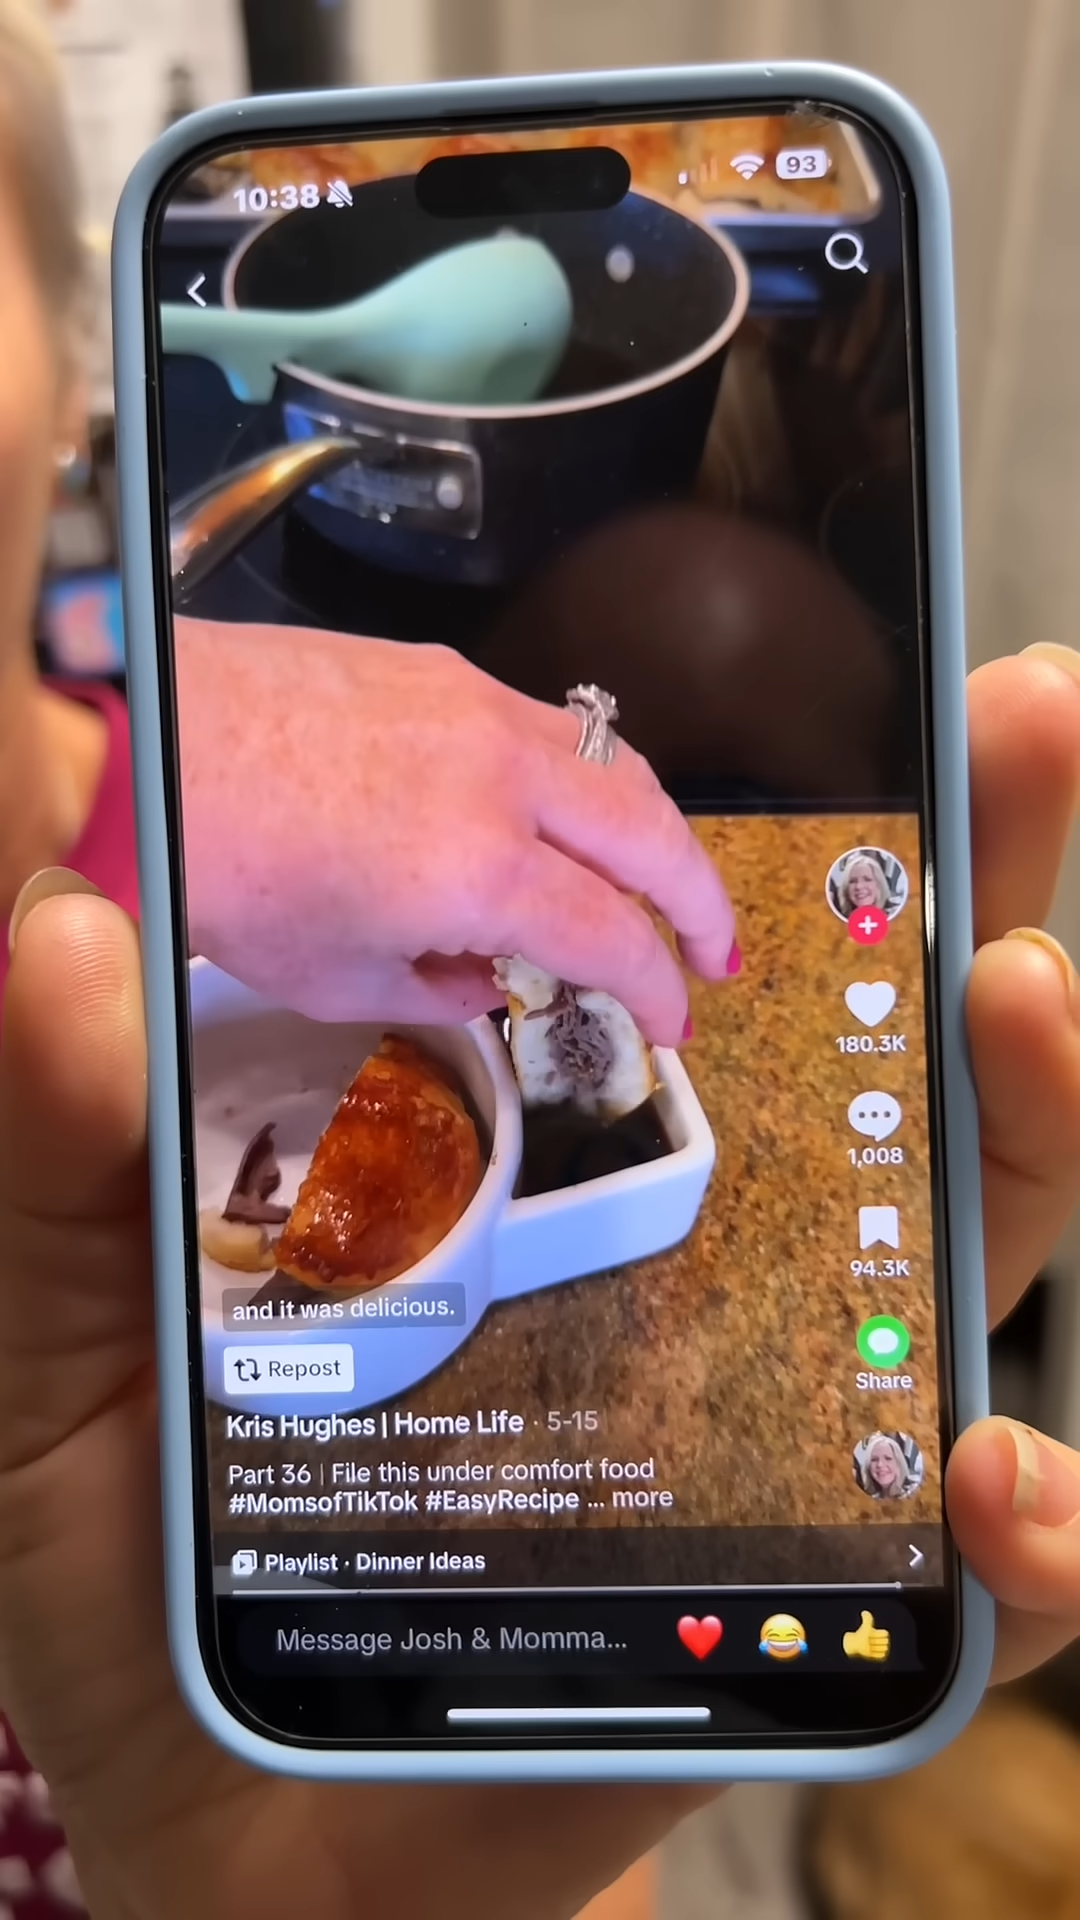 10:38
93
180.3K
1,008
94.3K
Share
and it was delicious.
Repost
Kris Hughes | Home Life · 5-15
Part 36 | File this under comfort food
#MomsofTikTok #EasyRecipe ... more
Playlist · Dinner Ideas
Message Josh & Momma...